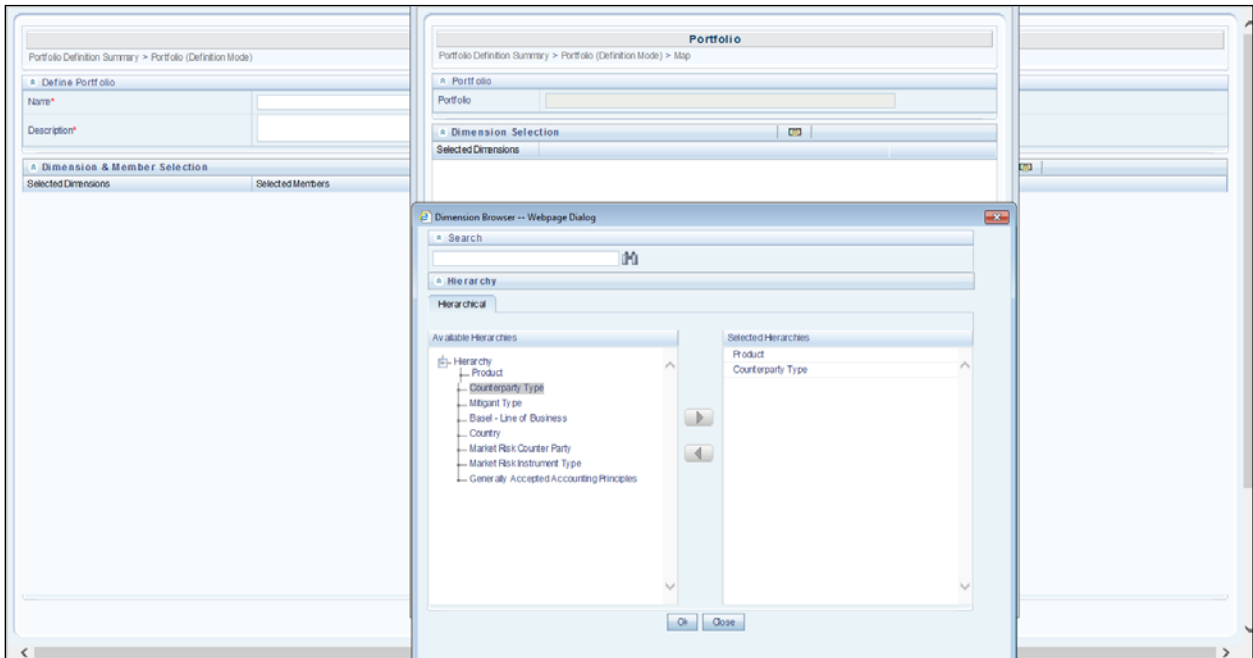 Portfolio Definition Summary > Portfolio (Definition Mode)
Define Portfolio
Name*
Description*
Dimension & Member Selection
Selected Dimensions Selected Members
Portfolio
Portfolio Definition Summary > Portfolio (Definition Mode) > Map
Portfolio
Portfolio
Dimension Selection
Selected Dimensions
Dimension Browser -- Webpage Dialog
Search
Hierarchy
Hierarchical
Available Hierarchies
Hierarchy
Product
Counterparty Type
Mitigant Type
Basel - Line of Business
Country
Market Risk Counter Party
Market Risk Instrument Type
Generally Accepted Accounting Principles
Selected Hierarchies
Product
Counterparty Type
Ok Close